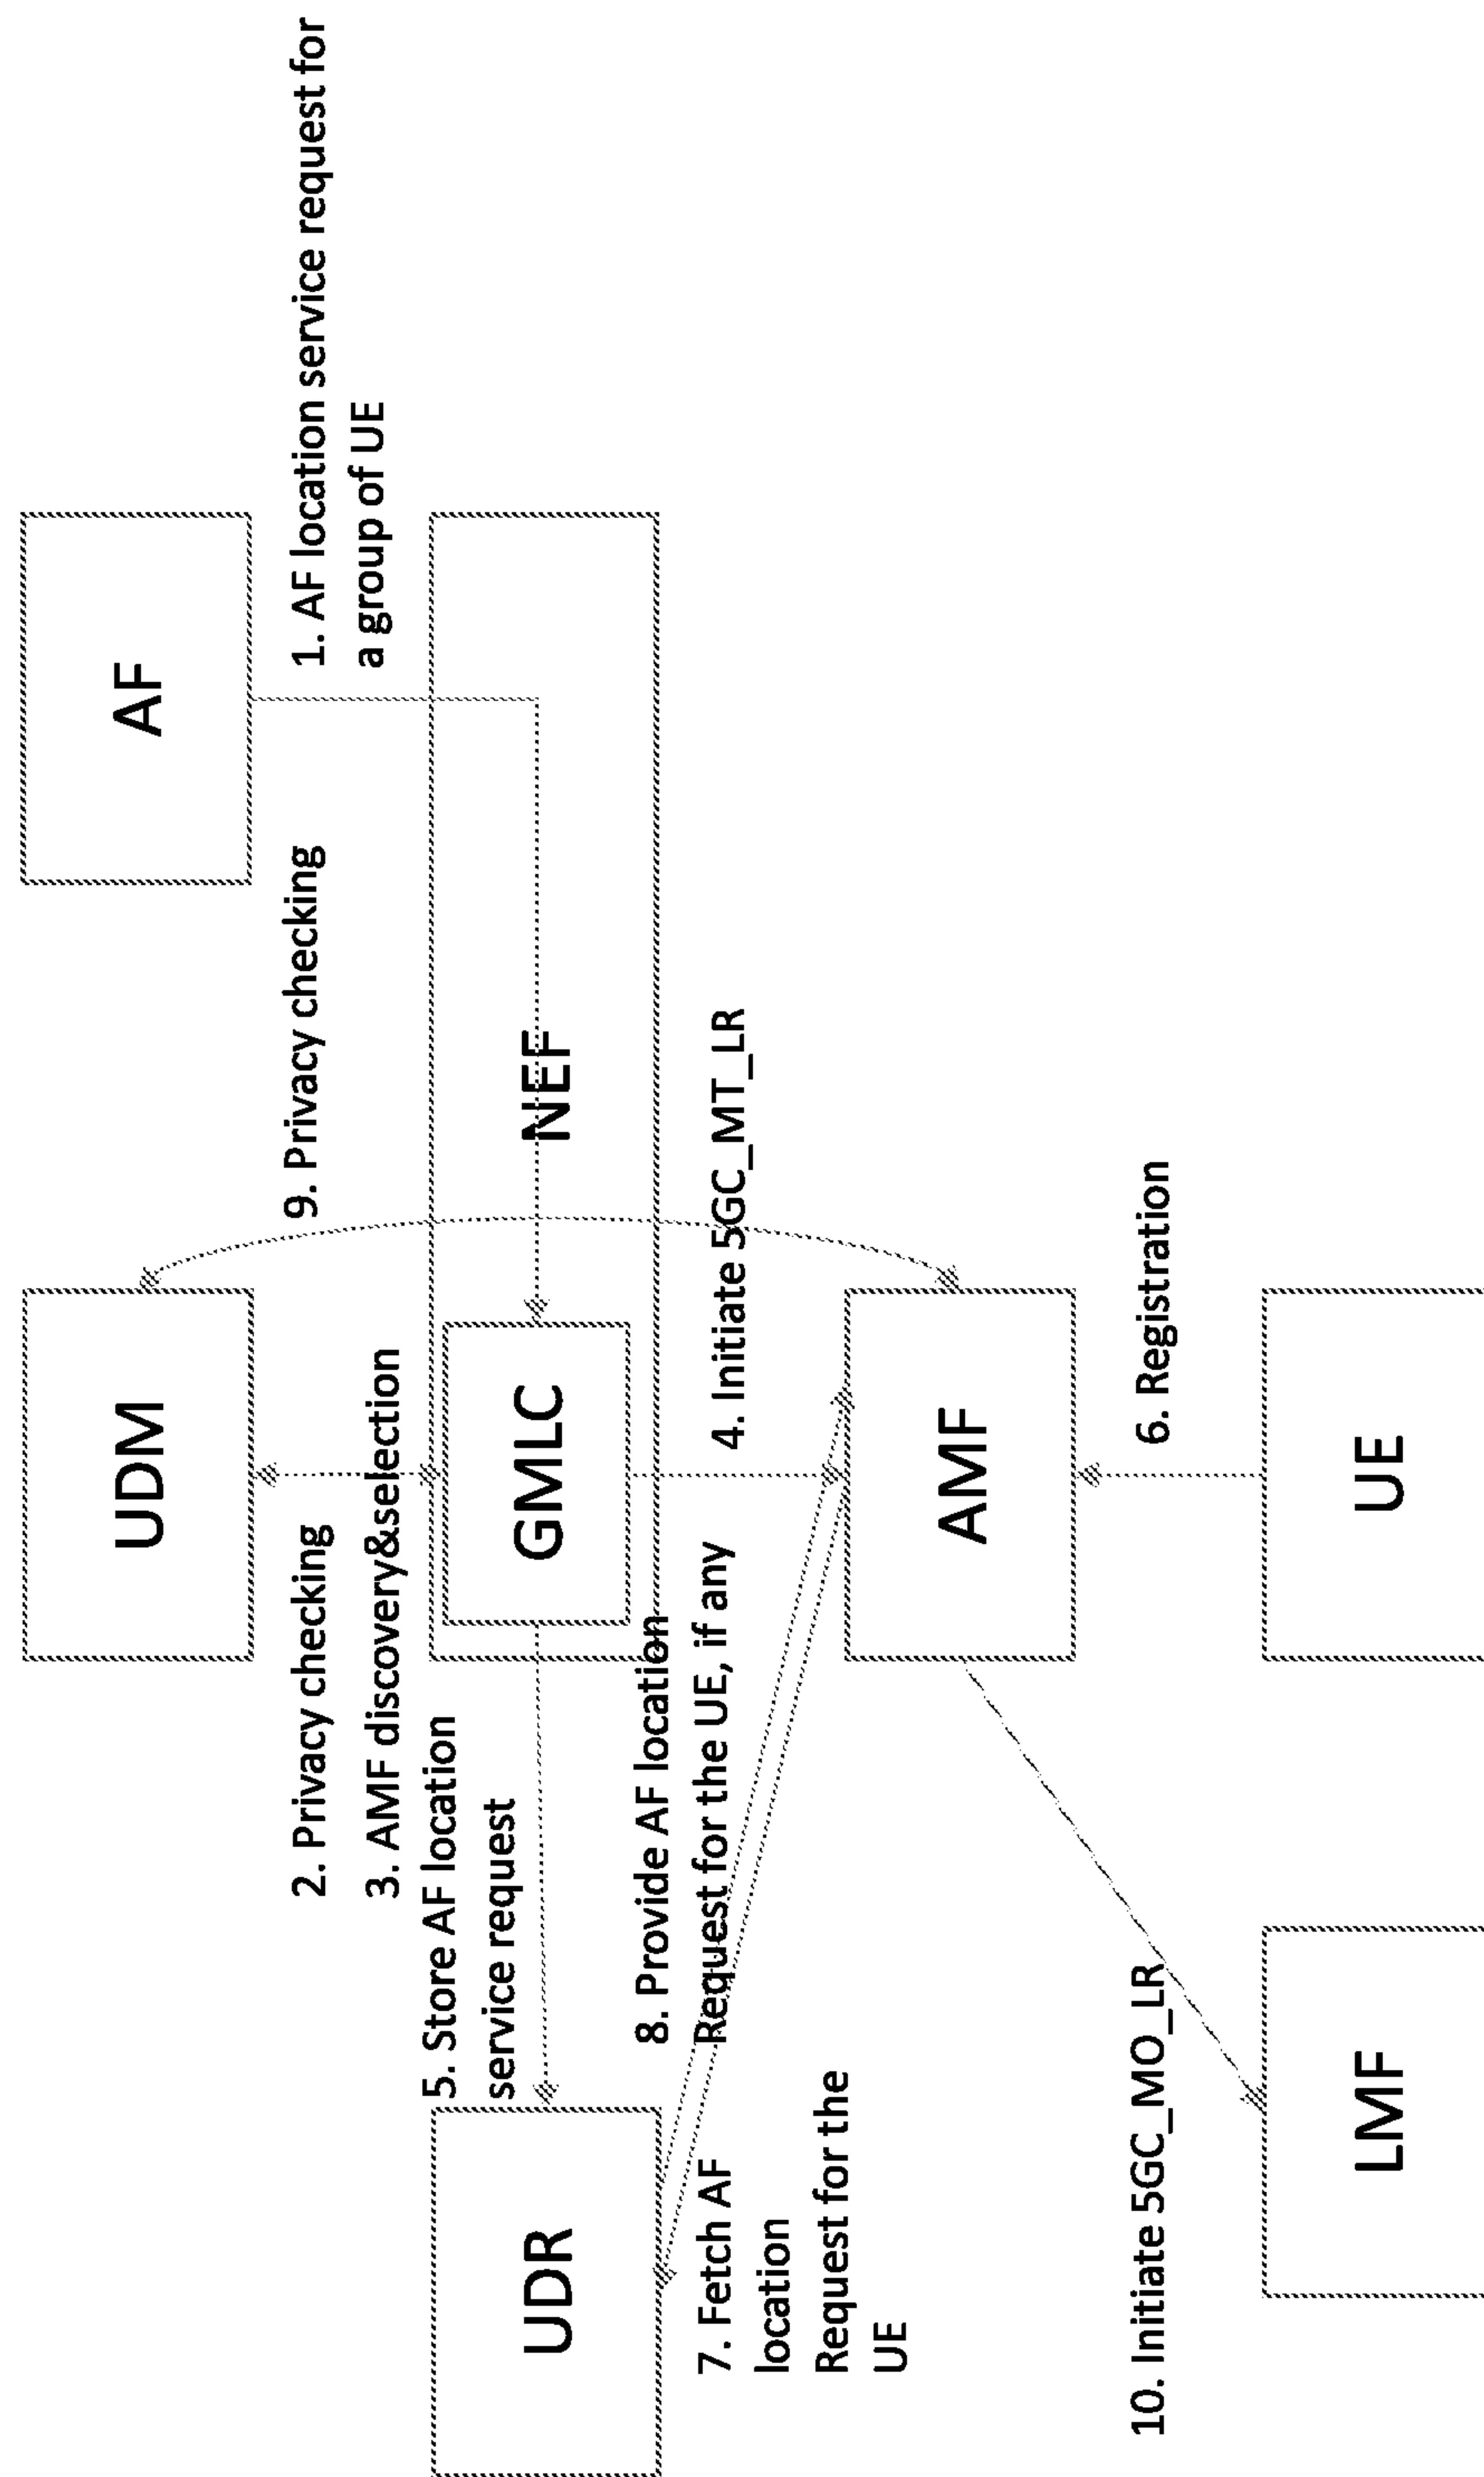 AF
1. AF location service request for
a group of UE
9. Privacy checking
UDM
2. Privacy checking
3. AMF discovery&selection
NEF
GMLC
5. Store AF location
service request
UDR
4. Initiate 5GC_MT_LR
8. Provide AF location
Request for the UE, if any
7. Fetch AF
location
Request for the
UE
AMF
6. Registration
10. Initiate 5GC_MO_LR
UE
LMF